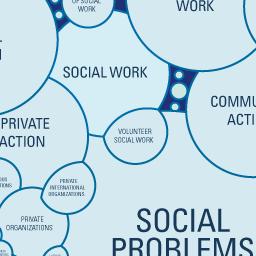 OF SOCIAL
WORK
WORK
SOCIAL WORK
COMMU
ACTI
PRIVATE
ACTION
VOLUNTEER
SOCIAL WORK
PRIVATE
INTERNATIONAL
ORGANIZATIONS
PRIVATE
ORGANIZATIONS
SOCIAL
PROBLEMS